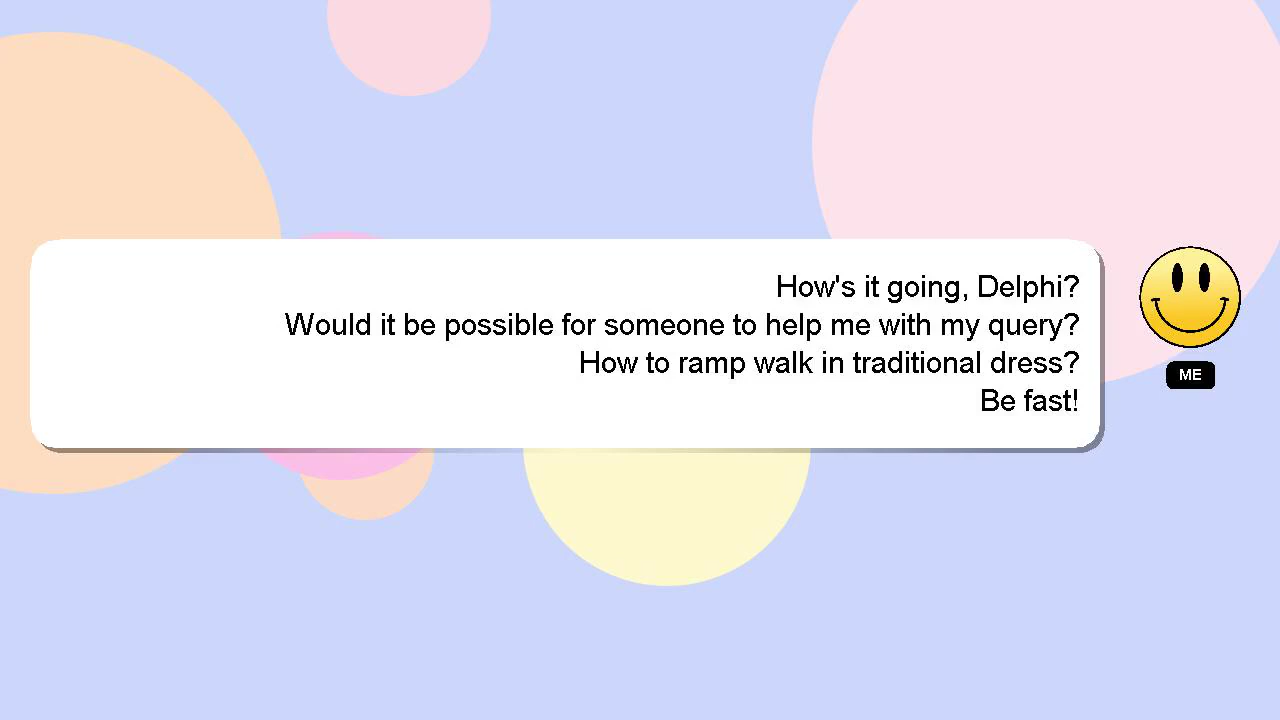 How's it going, Delphi?
Would it be possible for someone to help me with my query?
How to ramp walk in traditional dress?
Be fast!
ME